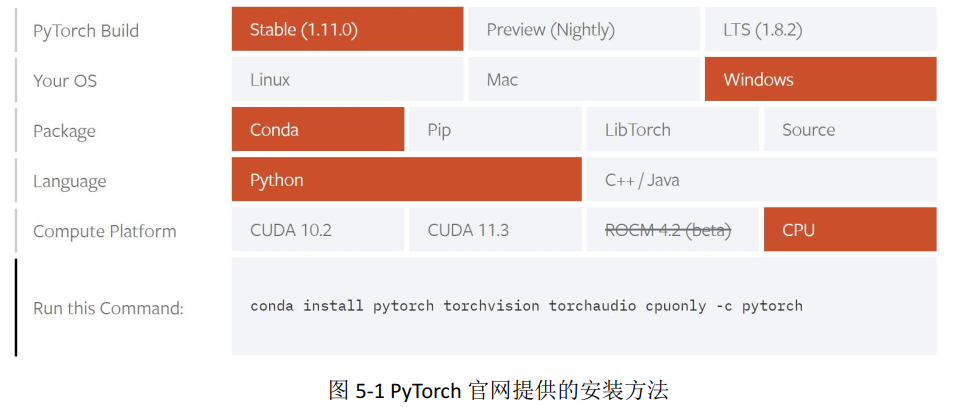 PyTorch Build Stable (1.11.0) Preview (Nightly) LTS (1.8.2)
Your OS Linux Mac Windows
Package Conda Pip LibTorch Source
Language Python C++ / Java
Compute Platform CUDA 10.2 CUDA 11.3 ROCM 4.2 (beta) CPU
Run this Command: conda install pytorch torchvision torchaudio cpuonly -c pytorch
图 5-1 PyTorch 官网提供的安装方法